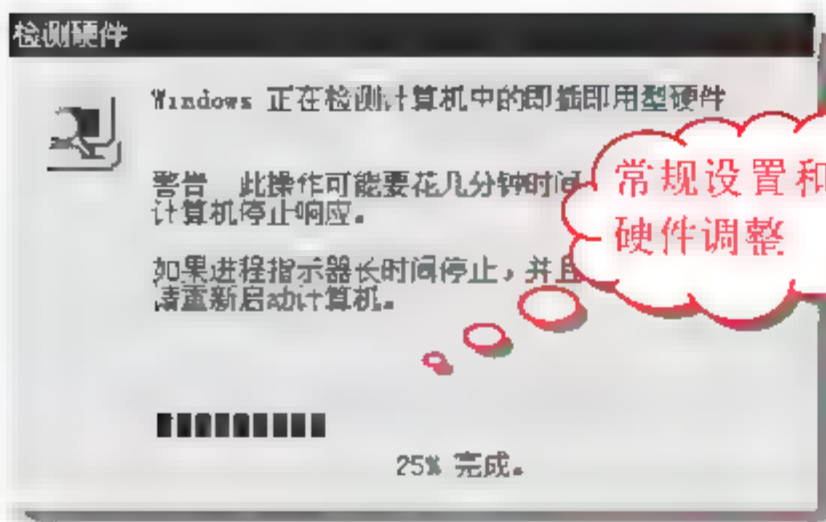 检测硬件
Windows 正在检测计算机中的即插即用型硬件
警告 此操作可能要花几分钟时间
计算机停止响应。
如果进程指示器长时间停止，并且
请重新启动计算机。
常规设置和
硬件调整
25% 完成。